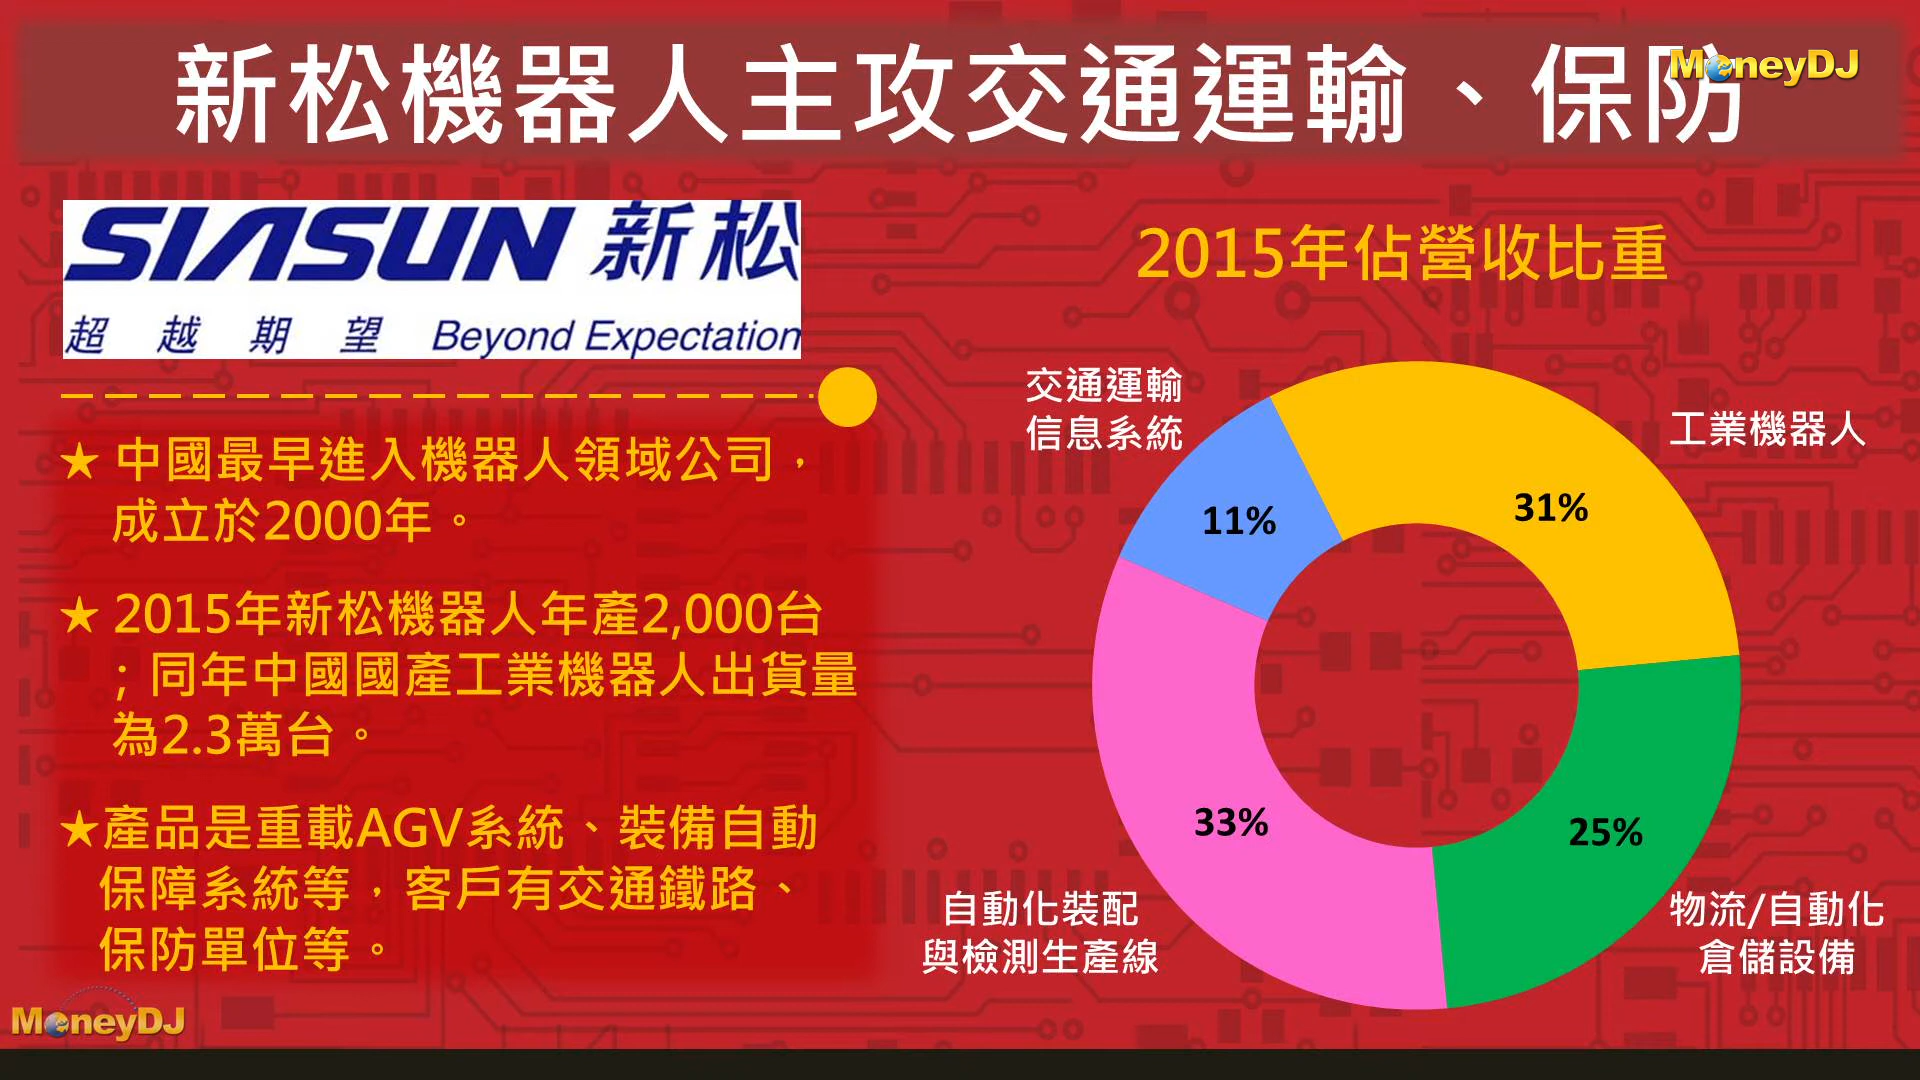 新松機器人主攻交通運輸、保防
MoneyDJ
SIASUN 新松
超越期望 Beyond Expectation
★中國最早進入機器人領域公司，
成立於2000年。
★2015年新松機器人年產2,000台
；同年中國國產工業機器人出貨量
為2.3萬台。
★產品是重載AGV系統、裝備自動
保障系統等，客戶有交通鐵路、
保防單位等。
2015年佔營收比重
交通運輸
信息系統
工業機器人
11%
31%
33%
25%
自動化裝配
與檢測生產線
物流/自動化
倉儲設備
MoneyDJ